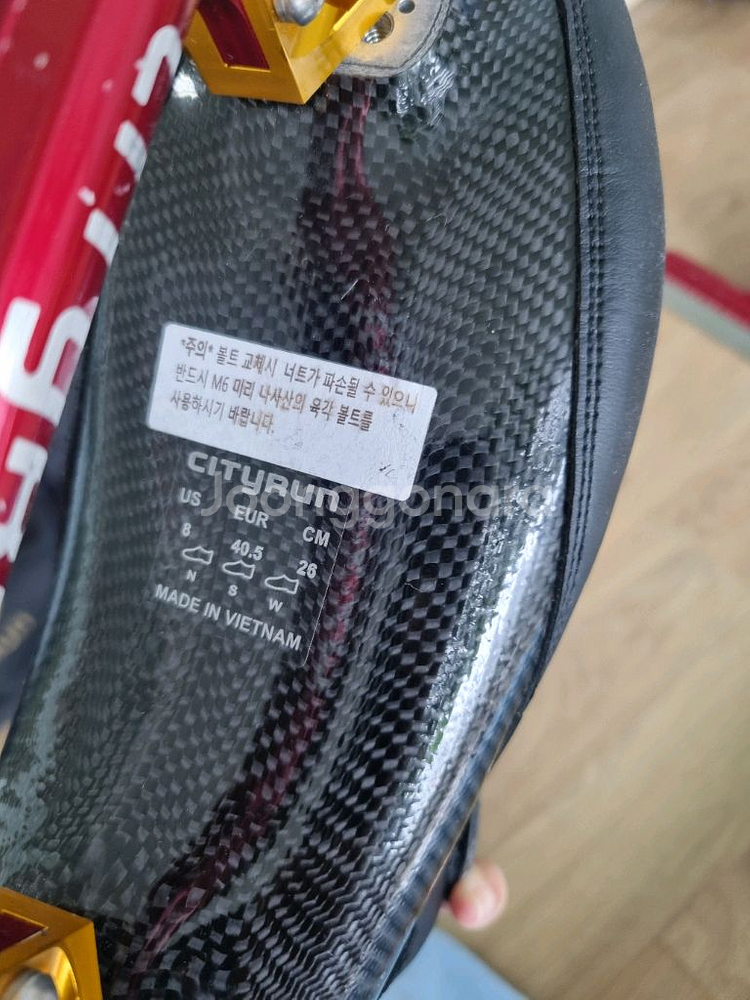 *주의* 볼트 교체시 너트가 파손될 수 있으니
반드시 M6 미리 나사산의 육각 볼트를
사용하시기 바랍니다.
CITYRUN
US EUR CM
8 40.5 26
N S W
MADE IN VIETNAM
Joonggonara